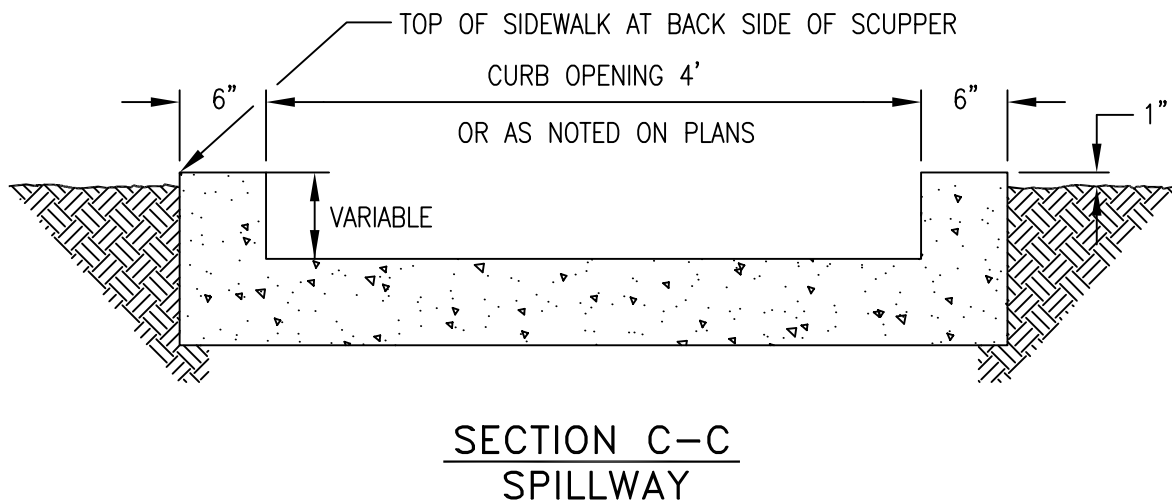 TOP OF SIDEWALK AT BACK SIDE OF SCUPPER
CURB OPENING 4'
6"
6"
1"
OR AS NOTED ON PLANS
VARIABLE
SECTION C-C
SPILLWAY